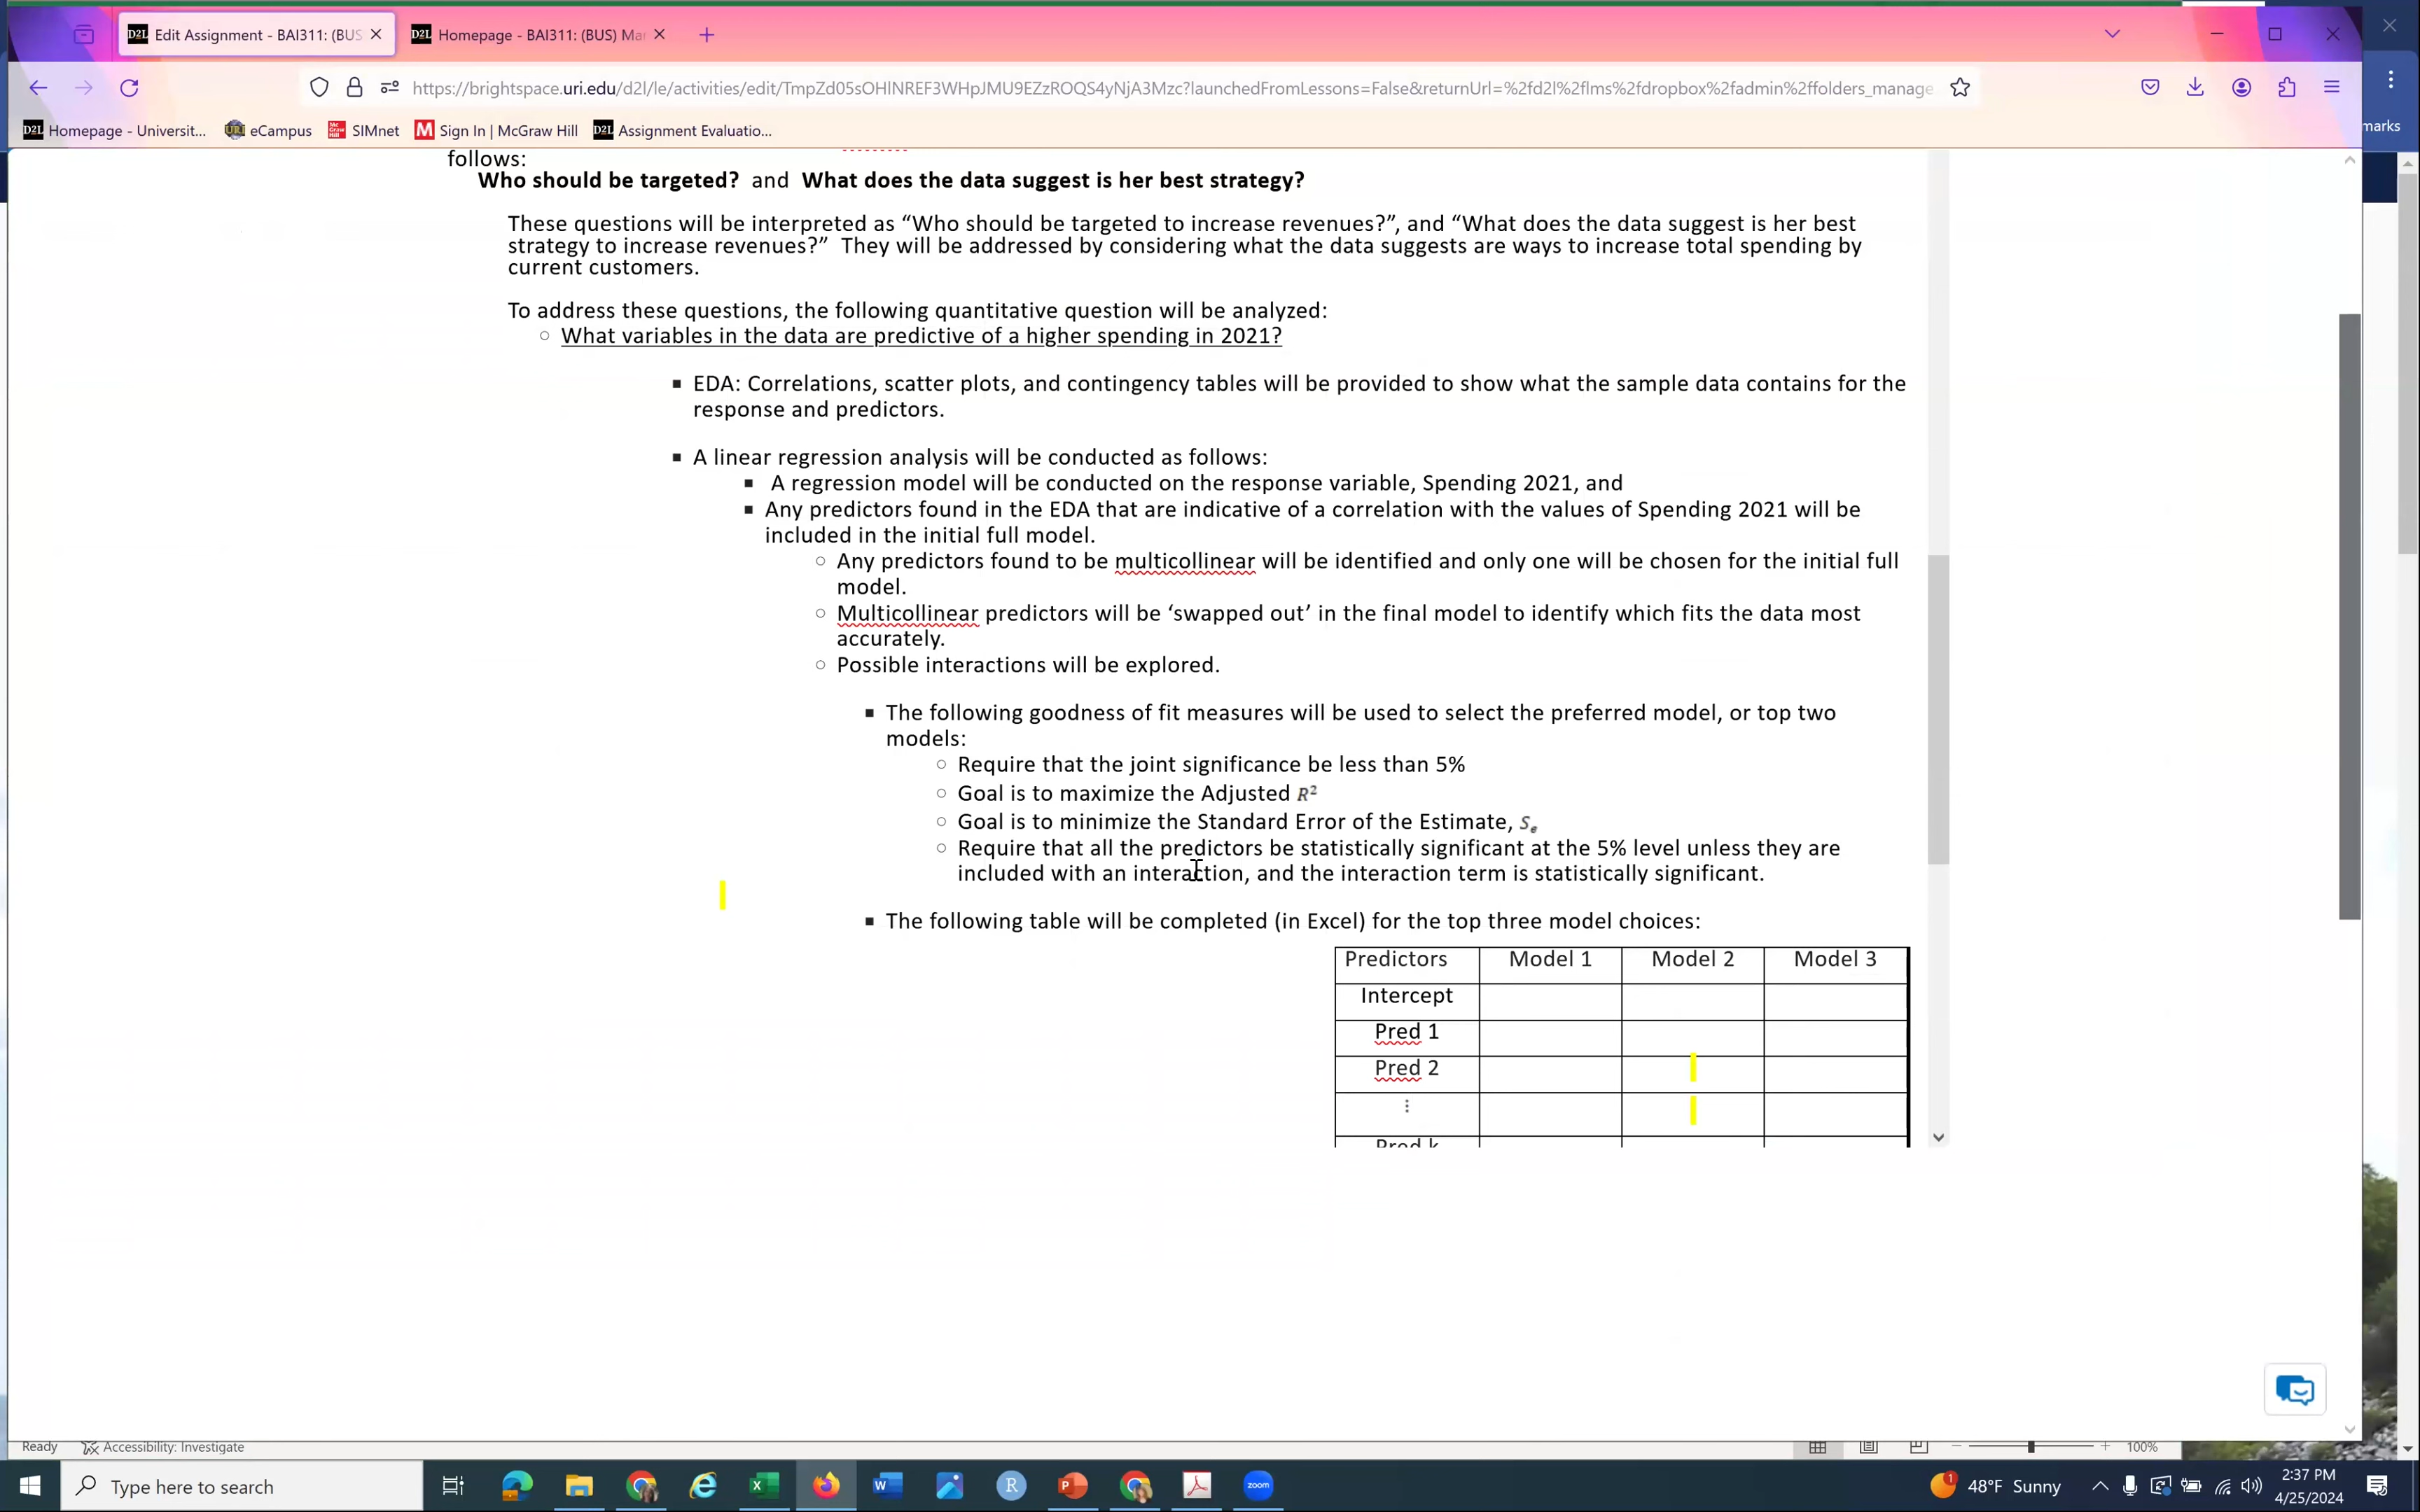 Edit Assignment - BAI311: (BUS
Homepage - BAI311: (BUS) Ma
https://brightspace.uri.edu/d2l/le/activities/edit/TmpZd05sOHlNREF3WHpJMU9EZzROQS4yNjA3Mzc?launchedFromLessons=False&returnUrl=%2fd2l%2flms%2fdropbox%2fadmin%2ffolders_manage
Homepage - Universit... eCampus SIMnet Sign In | McGraw Hill Assignment Evaluatio...
marks
follows:
Who should be targeted? and What does the data suggest is her best strategy?
These questions will be interpreted as “Who should be targeted to increase revenues?”, and “What does the data suggest is her best
strategy to increase revenues?” They will be addressed by considering what the data suggests are ways to increase total spending by
current customers.
To address these questions, the following quantitative question will be analyzed:
○ What variables in the data are predictive of a higher spending in 2021?
▪ EDA: Correlations, scatter plots, and contingency tables will be provided to show what the sample data contains for the
response and predictors.
▪ A linear regression analysis will be conducted as follows:
▪ A regression model will be conducted on the response variable, Spending 2021, and
▪ Any predictors found in the EDA that are indicative of a correlation with the values of Spending 2021 will be
included in the initial full model.
○ Any predictors found to be multicollinear will be identified and only one will be chosen for the initial full
model.
○ Multicollinear predictors will be ‘swapped out’ in the final model to identify which fits the data most
accurately.
○ Possible interactions will be explored.
▪ The following goodness of fit measures will be used to select the preferred model, or top two
models:
○ Require that the joint significance be less than 5%
○ Goal is to maximize the Adjusted R²
○ Goal is to minimize the Standard Error of the Estimate, Sₑ
○ Require that all the predictors be statistically significant at the 5% level unless they are
included with an interaction, and the interaction term is statistically significant.
▪ The following table will be completed (in Excel) for the top three model choices:
Predictors Model 1 Model 2 Model 3
Intercept
Pred 1
Pred 2
⋮
Pred k
Ready Accessibility: Investigate 100%
Type here to search
zoom
48°F Sunny
2:37 PM
4/25/2024